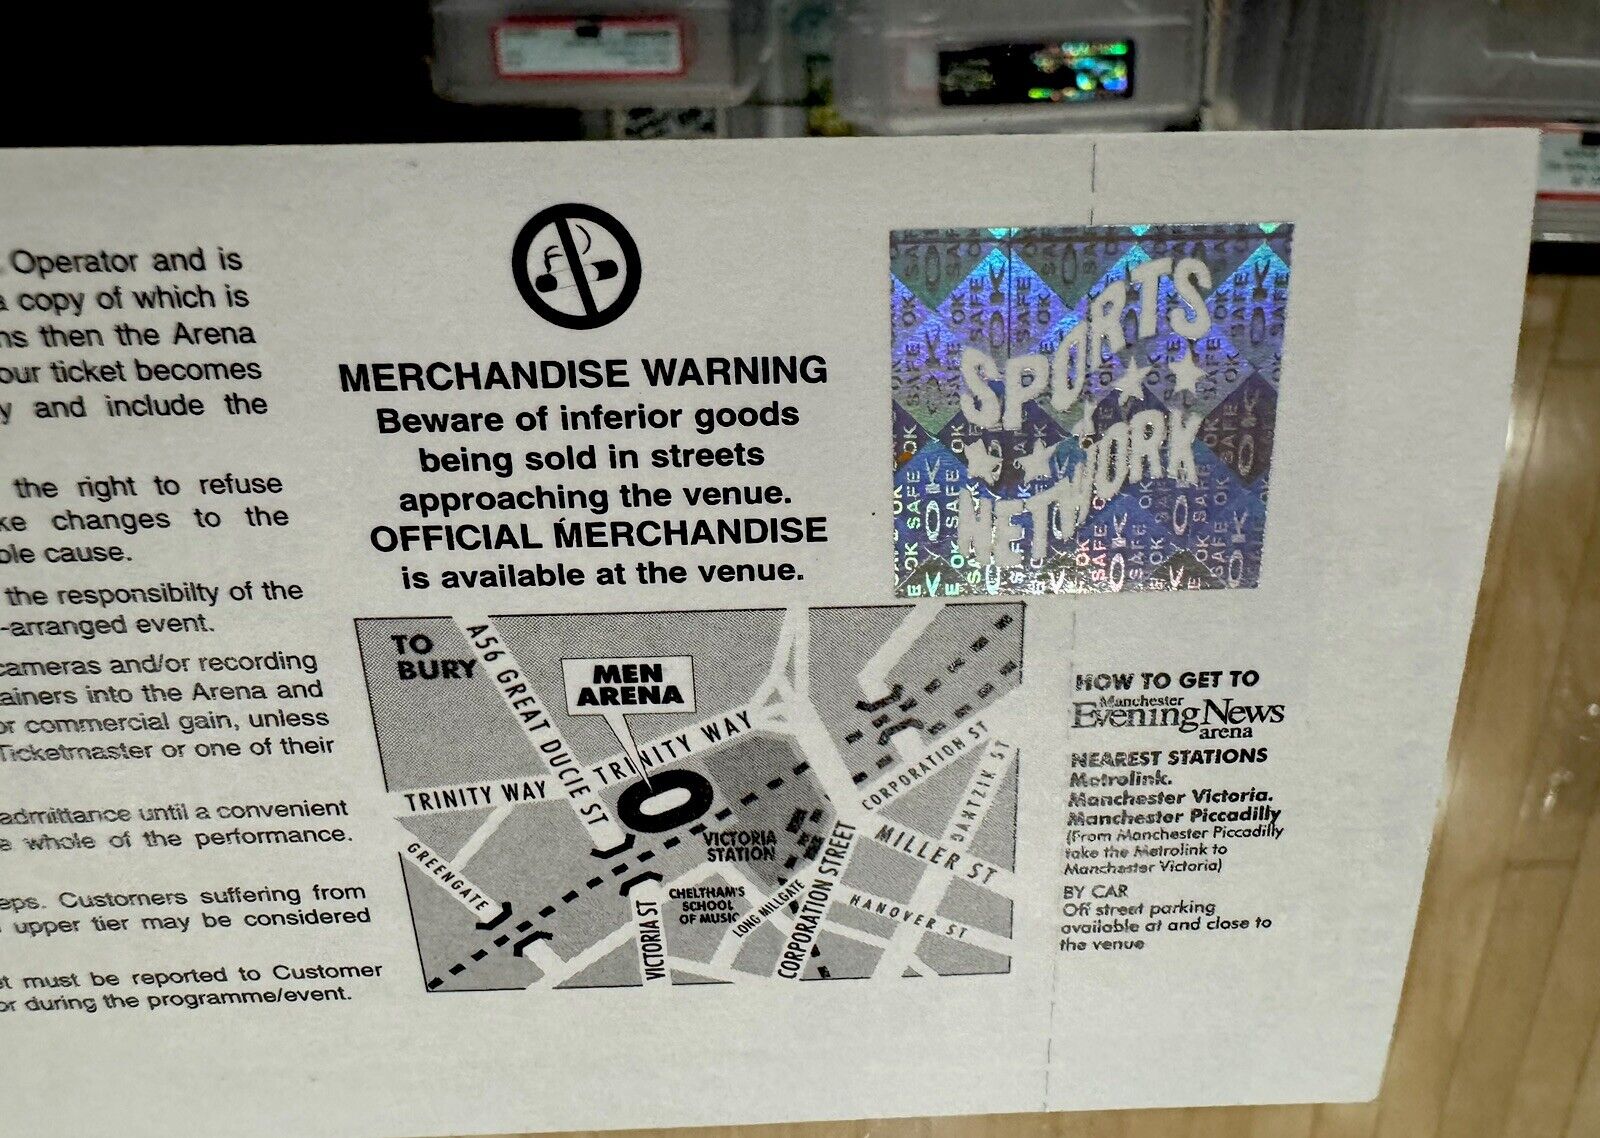 Operator and is
a copy of which is
ns then the Arena
our ticket becomes
y and include the
the right to refuse
ke changes to the
ble cause.
the responsibilty of the
-arranged event.
cameras and/or recording
ainers into the Arena and
or commercial gain, unless
Ticketmaster or one of their
admittance until a convenient
e whole of the performance.
eps. Customers suffering from
upper tier may be considered
et must be reported to Customer
or during the programme/event.
MERCHANDISE WARNING
Beware of inferior goods
being sold in streets
approaching the venue.
OFFICIAL MERCHANDISE
is available at the venue.
SPORTS
NETWORK
OK SAFE
TO
BURY
A56 GREAT DUCIE ST
MEN
ARENA
TRINITY WAY
TRINITY WAY
GREENGATE
VICTORIA
STATION
CHELTHAM'S
SCHOOL
OF MUSIC
VICTORIA ST
LONG MILLGATE
CORPORATION STREET
CORPORATION ST
DANTZIK ST
MILLER ST
HANOVER ST
HOW TO GET TO
Manchester
Evening News
arena
NEAREST STATIONS
Metrolink.
Manchester Victoria.
Manchester Piccadilly
(From Manchester Piccadilly
take the Metrolink to
Manchester Victoria)
BY CAR
Off street parking
available at and close to
the venue